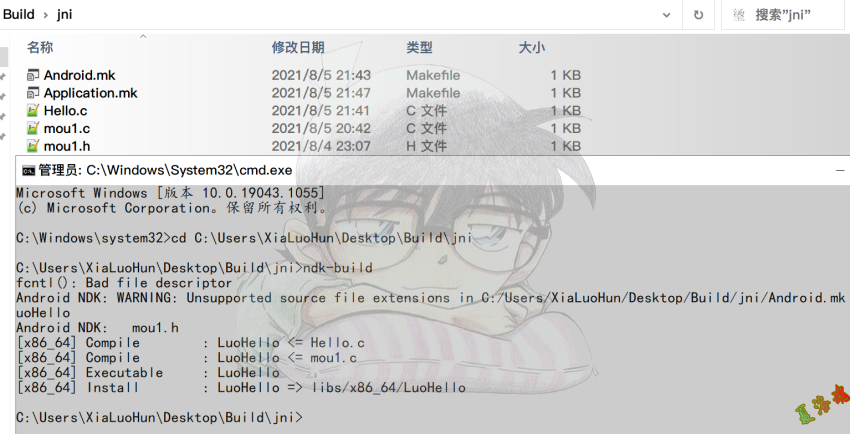 Build › jni
搜索"jni"
名称 修改日期 类型 大小
Android.mk 2021/8/5 21:43 Makefile 1 KB
Application.mk 2021/8/5 21:47 Makefile 1 KB
Hello.c 2021/8/5 21:41 C 文件 1 KB
mou1.c 2021/8/5 20:42 C 文件 1 KB
mou1.h 2021/8/4 23:07 H 文件 1 KB
管理员: C:\Windows\System32\cmd.exe
Microsoft Windows [版本 10.0.19043.1055]
(c) Microsoft Corporation。保留所有权利。
C:\Windows\system32>cd C:\Users\XiaLuoHun\Desktop\Build\jni
C:\Users\XiaLuoHun\Desktop\Build\jni>ndk-build
fcntl(): Bad file descriptor
Android NDK: WARNING: Unsupported source file extensions in C:/Users/XiaLuoHun/Desktop/Build/jni/Android.mk
uoHello
Android NDK:   mou1.h
[x86_64] Compile        : LuoHello <= Hello.c
[x86_64] Compile        : LuoHello <= mou1.c
[x86_64] Executable     : LuoHello
[x86_64] Install        : LuoHello => libs/x86_64/LuoHello
C:\Users\XiaLuoHun\Desktop\Build\jni>
夏洛魂